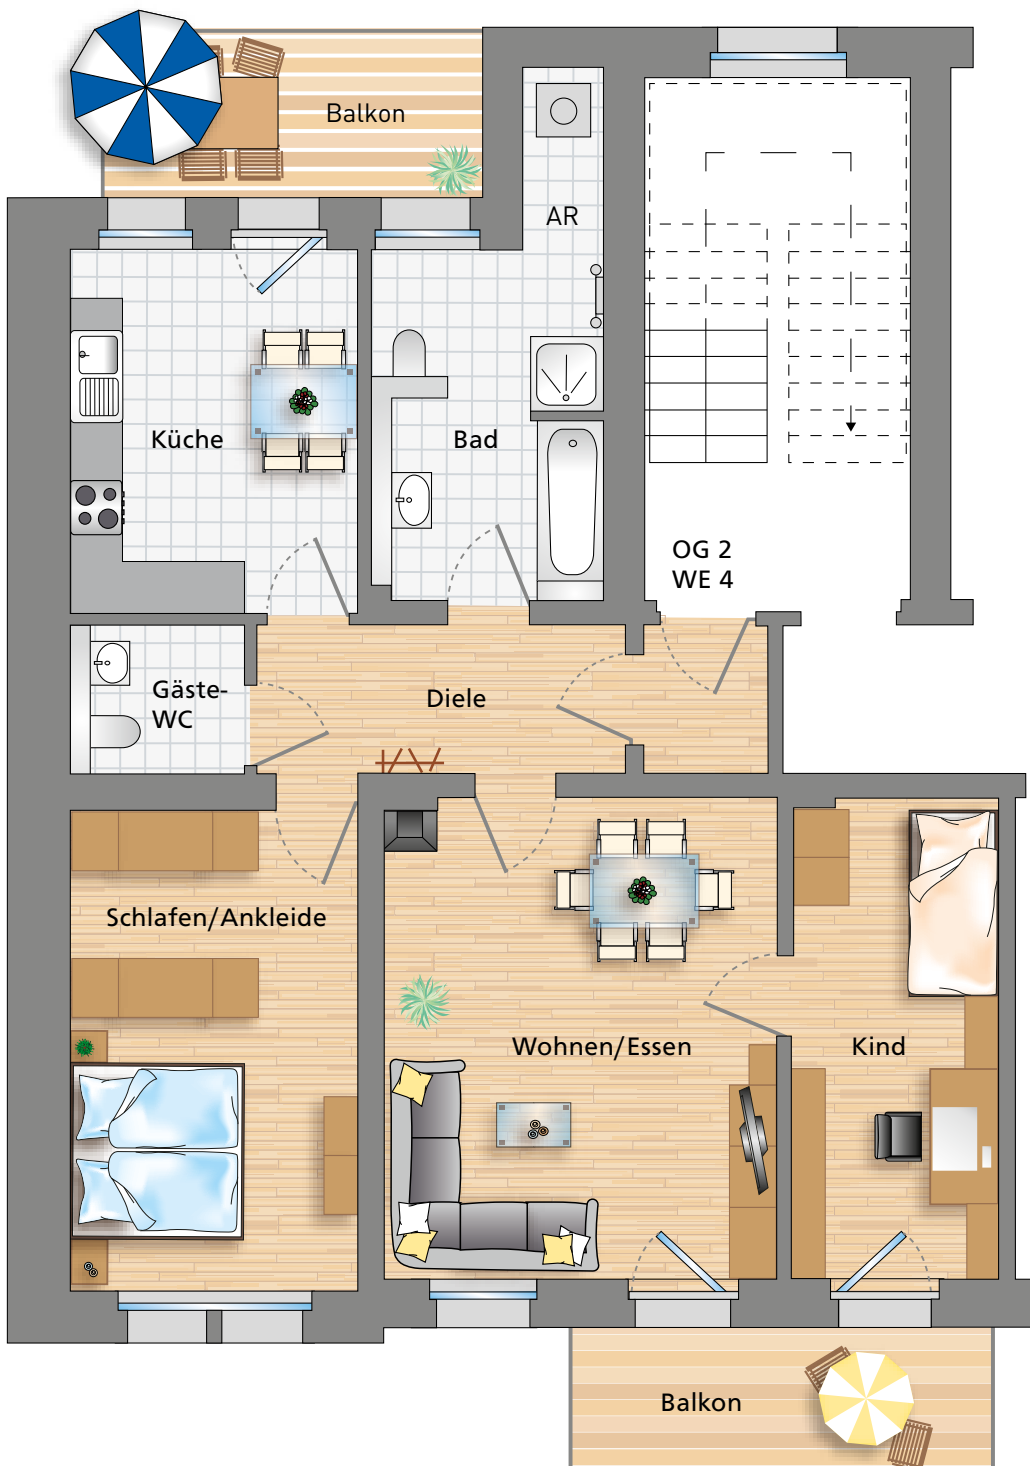 Balkon
AR
Küche
Bad
OG 2
WE 4
Gäste-
WC
Diele
Schlafen/Ankleide
Wohnen/Essen
Kind
Balkon